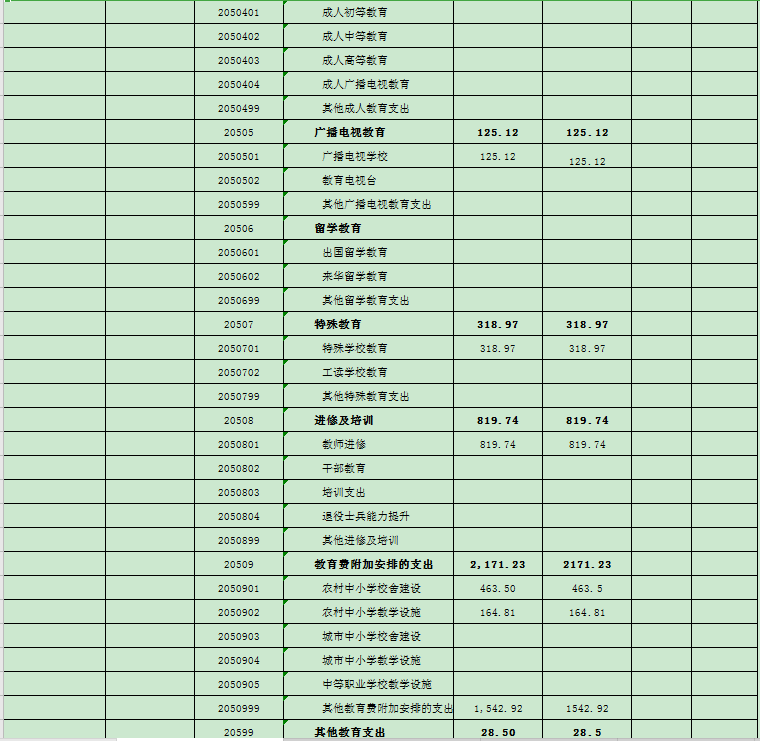 2050401 成人初等教育
2050402 成人中等教育
2050403 成人高等教育
2050404 成人广播电视教育
2050499 其他成人教育支出
20505 广播电视教育 125.12 125.12
2050501 广播电视学校 125.12 125.12
2050502 教育电视台
2050599 其他广播电视教育支出
20506 留学教育
2050601 出国留学教育
2050602 来华留学教育
2050699 其他留学教育支出
20507 特殊教育 318.97 318.97
2050701 特殊学校教育 318.97 318.97
2050702 工读学校教育
2050799 其他特殊教育支出
20508 进修及培训 819.74 819.74
2050801 教师进修 819.74 819.74
2050802 干部教育
2050803 培训支出
2050804 退役士兵能力提升
2050899 其他进修及培训
20509 教育费附加安排的支出 2,171.23 2171.23
2050901 农村中小学校舍建设 463.50 463.5
2050902 农村中小学教学设施 164.81 164.81
2050903 城市中小学校舍建设
2050904 城市中小学教学设施
2050905 中等职业学校教学设施
2050999 其他教育费附加安排的支出 1,542.92 1542.92
20599 其他教育支出 28.50 28.5